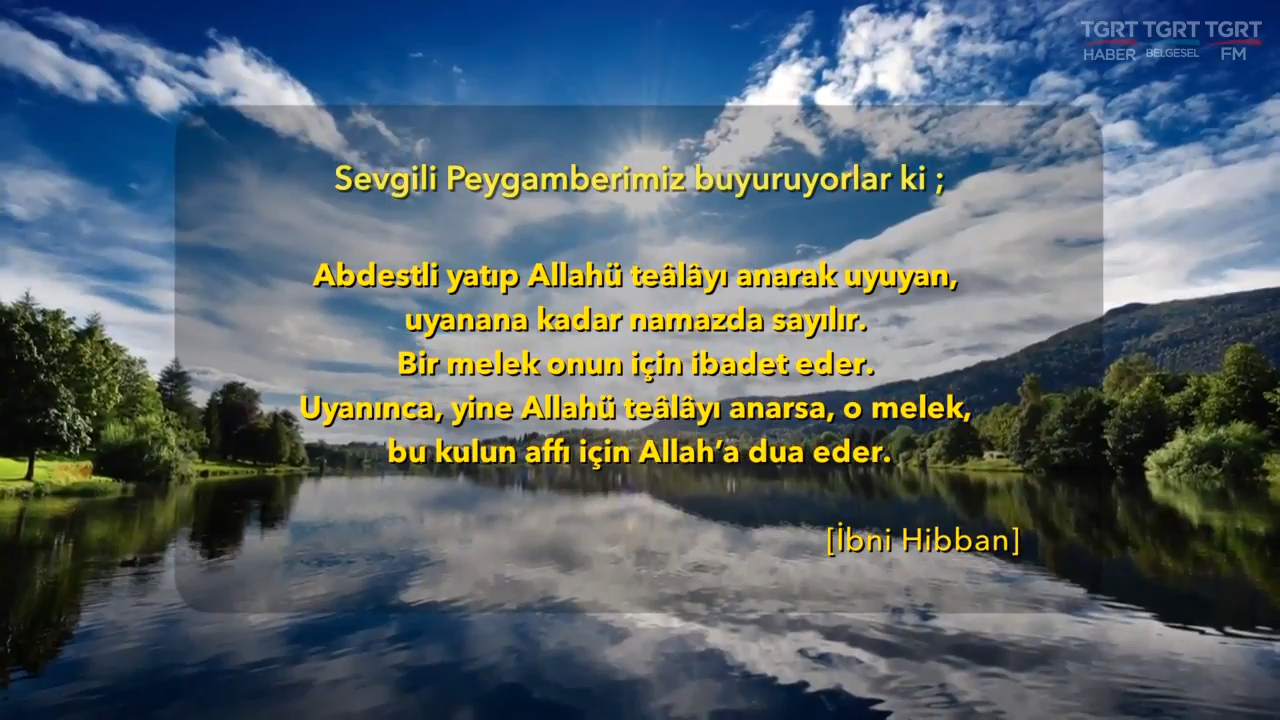 TGRT TGRT TGRT
HABER BELGESEL FM
Sevgili Peygamberimiz buyuruyorlar ki ;
Abdestli yatıp Allahü teâlâyı anarak uyuyan,
uyanana kadar namazda sayılır.
Bir melek onun için ibadet eder.
Uyanınca, yine Allahü teâlâyı anarsa, o melek,
bu kulun affı için Allah’a dua eder.
[İbni Hibban]